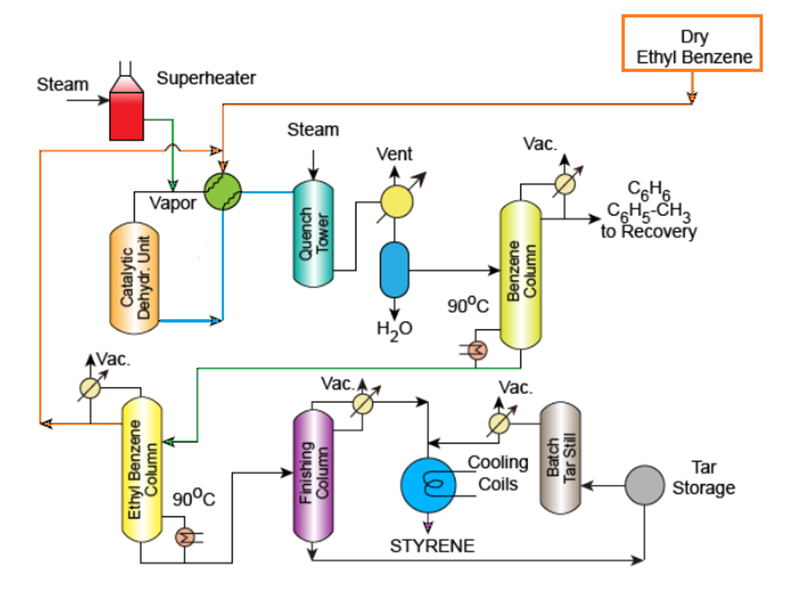 Dry
Ethyl Benzene
Steam
Superheater
Steam
Vent
Vac.
Vapor
C6H6
C6H5-CH3
to Recovery
Catalytic
Dehydr. Unit
Quench
Tower
Benzene
Column
90°C
H2O
Vac.
Vac.
Vac.
Ethyl Benzene
Column
90°C
Finishing
Column
Cooling
Coils
Batch
Tar Still
Tar
Storage
STYRENE